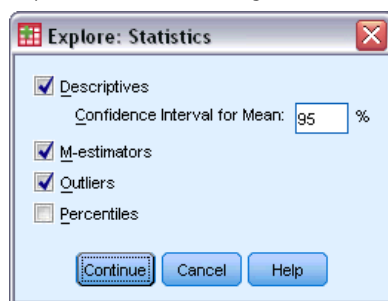 Explore: Statistics
Descriptives
Confidence Interval for Mean: 95 %
M-estimators
Outliers
Percentiles
Continue Cancel Help